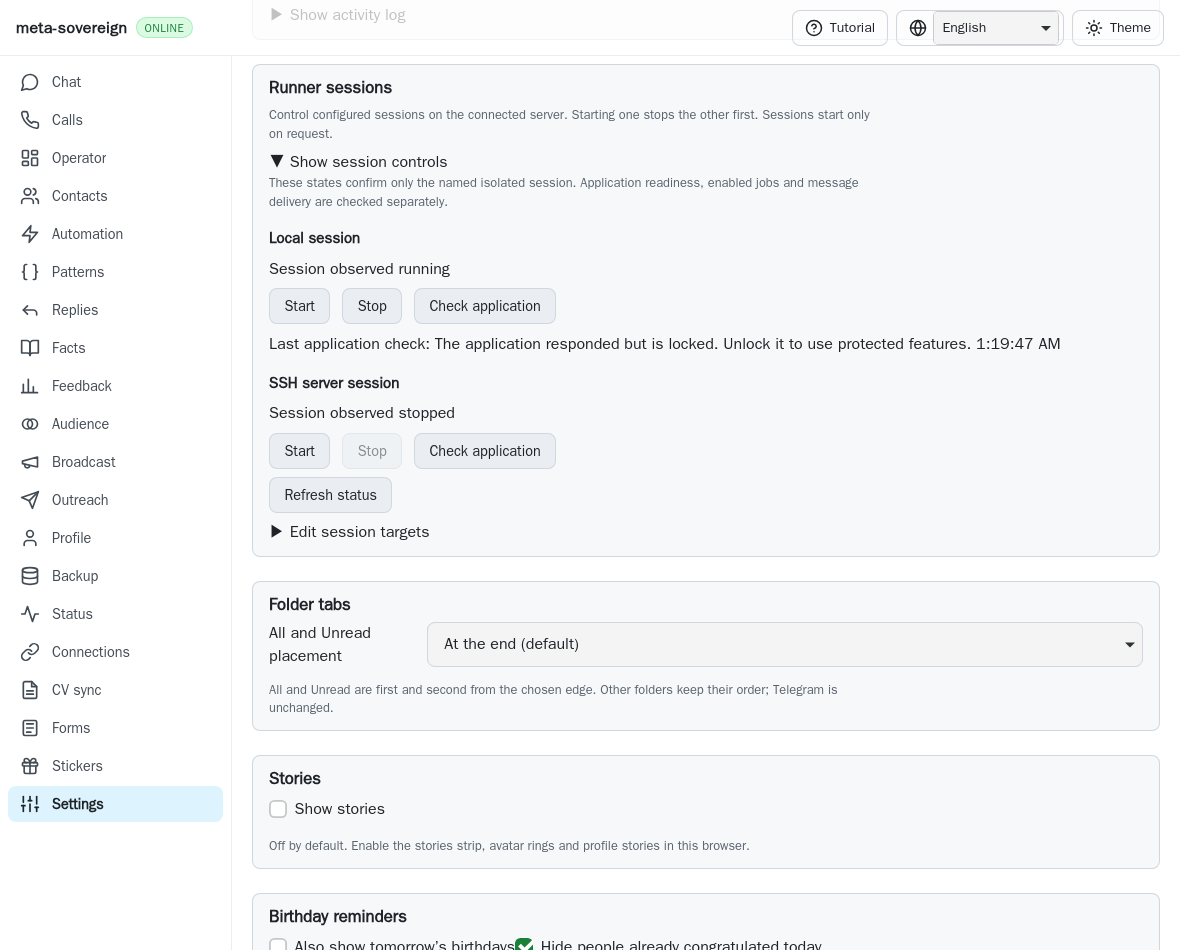 meta-sovereign ONLINE
Show activity log
Tutorial
English
Theme
Chat
Calls
Operator
Contacts
Automation
Patterns
Replies
Facts
Feedback
Audience
Broadcast
Outreach
Profile
Backup
Status
Connections
CV sync
Forms
Stickers
Settings
Runner sessions
Control configured sessions on the connected server. Starting one stops the other first. Sessions start only
on request.
Show session controls
These states confirm only the named isolated session. Application readiness, enabled jobs and message
delivery are checked separately.
Local session
Session observed running
Start Stop Check application
Last application check: The application responded but is locked. Unlock it to use protected features. 1:19:47 AM
SSH server session
Session observed stopped
Start Stop Check application
Refresh status
Edit session targets
Folder tabs
All and Unread
placement
At the end (default)
All and Unread are first and second from the chosen edge. Other folders keep their order; Telegram is
unchanged.
Stories
Show stories
Off by default. Enable the stories strip, avatar rings and profile stories in this browser.
Birthday reminders
Also show tomorrow's birthdays Hide people already congratulated today